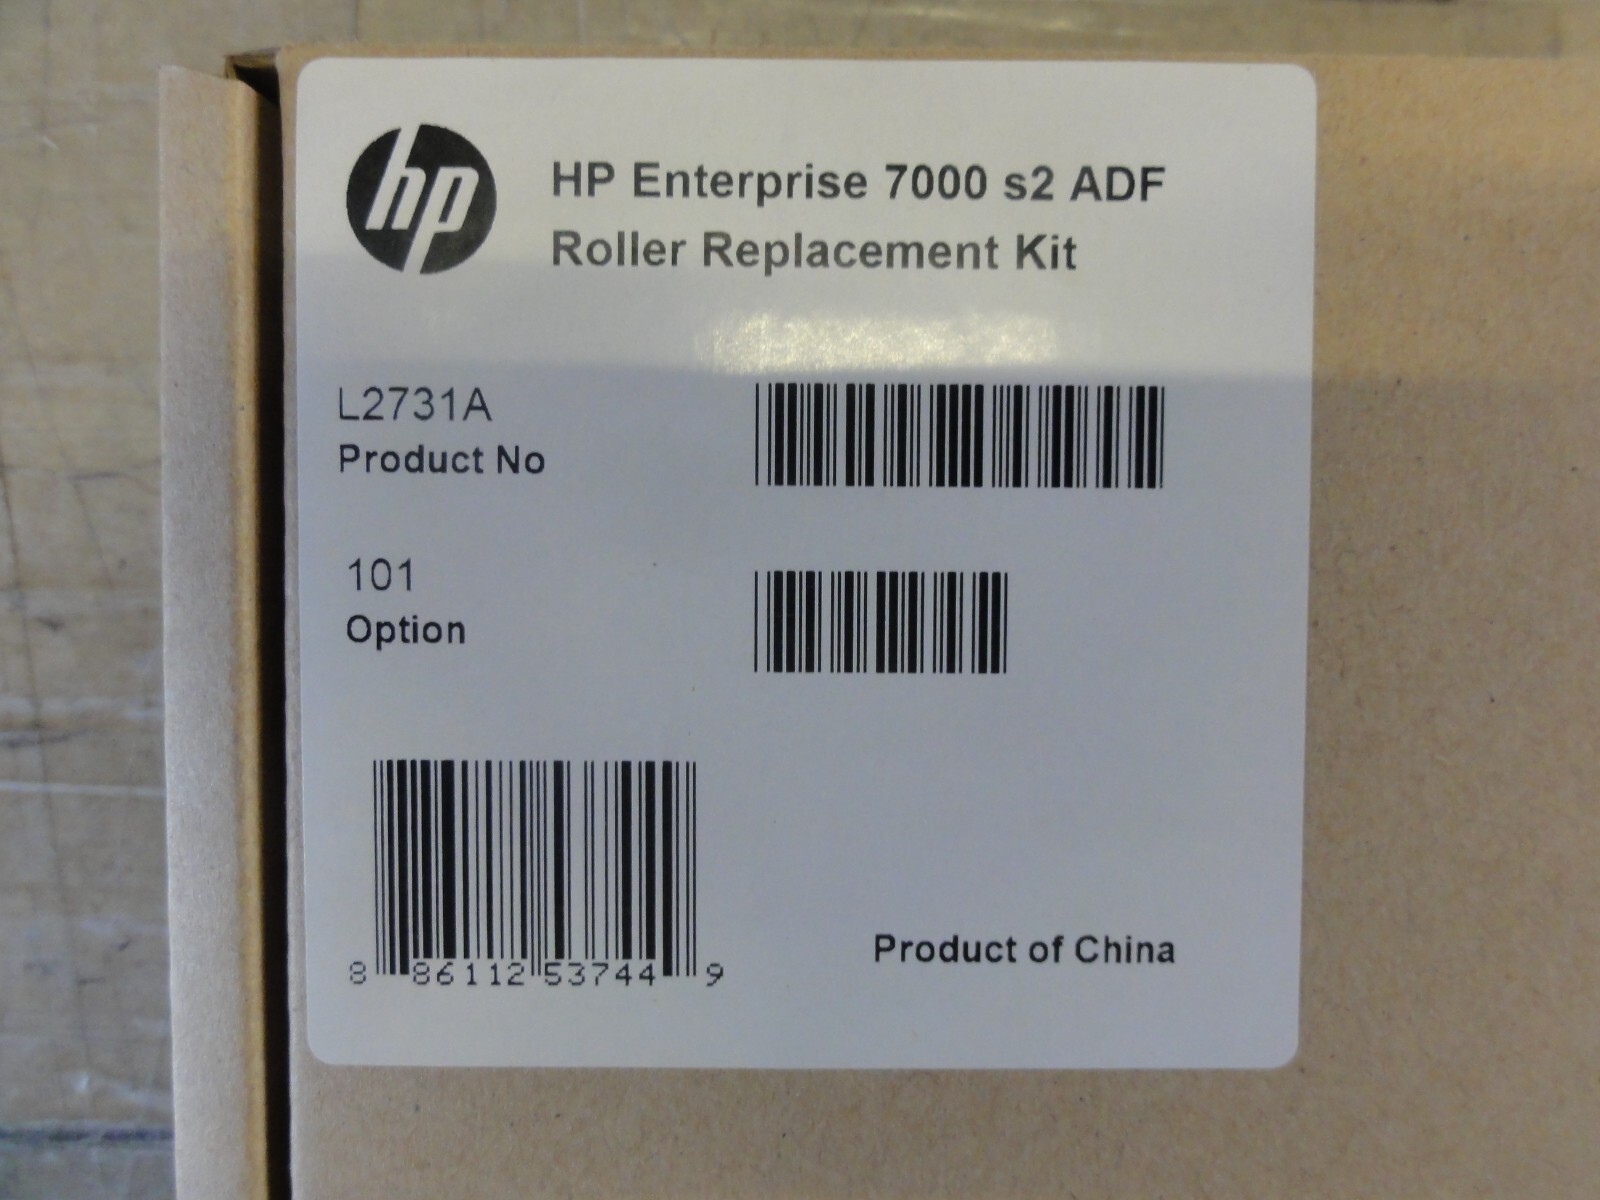 hp
HP Enterprise 7000 s2 ADF
Roller Replacement Kit
L2731A
Product No
101
Option
8 86112 53744 9
Product of China